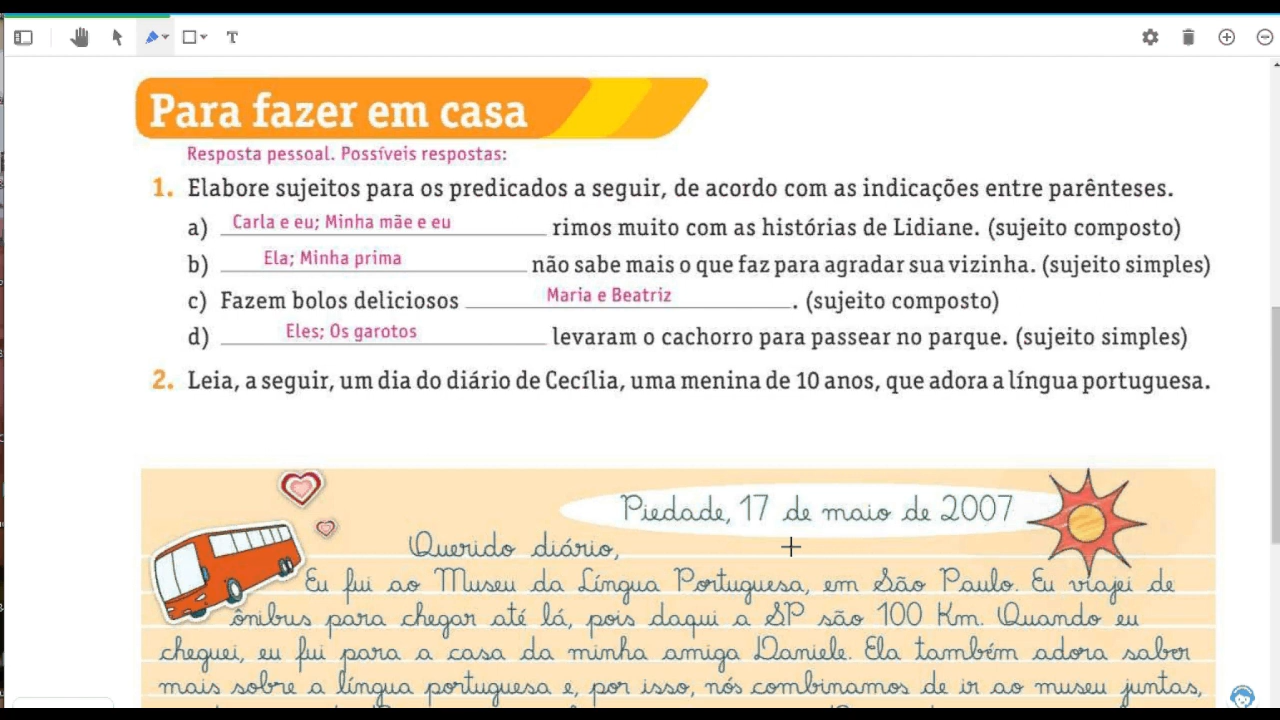 T
Para fazer em casa
Resposta pessoal. Possíveis respostas:
1. Elabore sujeitos para os predicados a seguir, de acordo com as indicações entre parênteses.
a) Carla e eu; Minha mãe e eu rimos muito com as histórias de Lidiane. (sujeito composto)
b) Ela; Minha prima não sabe mais o que faz para agradar sua vizinha. (sujeito simples)
c) Fazem bolos deliciosos Maria e Beatriz. (sujeito composto)
d) Eles; Os garotos levaram o cachorro para passear no parque. (sujeito simples)
2. Leia, a seguir, um dia do diário de Cecília, uma menina de 10 anos, que adora a língua portuguesa.
Piedade, 17 de maio de 2007
Querido diário,
Eu fui ao Museu da Língua Portuguesa, em São Paulo. Eu viajei de
ônibus para chegar até lá, pois daqui a SP são 100 Km. Quando eu
cheguei, eu fui para a casa da minha amiga Daniele. Ela também adora saber
mais sobre a língua portuguesa e, por isso, nós combinamos de ir ao museu juntas,